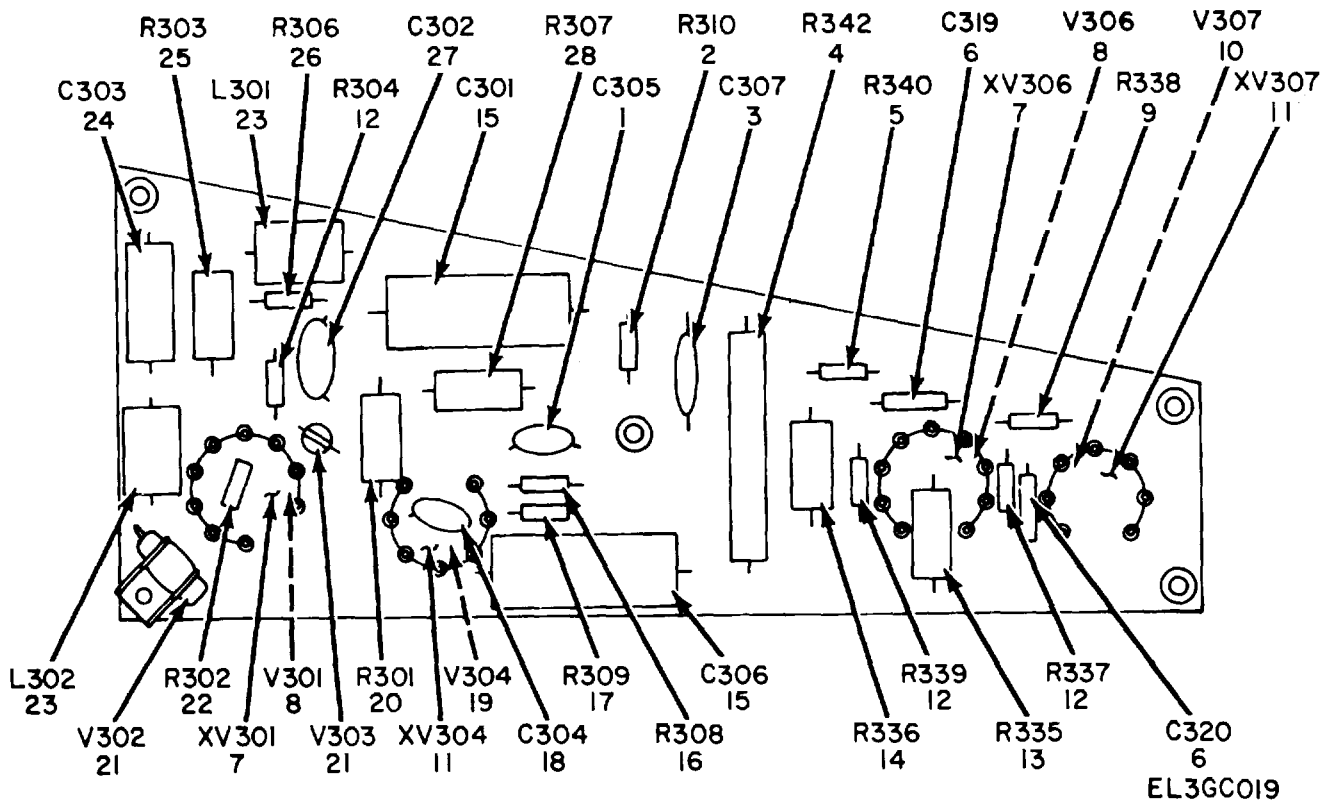 R303
25
R306
26
C302
27
R307
28
R310
2
R342
4
C319
6
V306
8
V307
10
C303
24
L301
23
R304
12
C301
15
C305
1
C307
3
R340
5
XV306
7
R338
9
XV307
11
L302
23
R302
22
V301
8
R301
20
V304
19
R309
17
C306
15
R339
12
R337
12
V302
21
XV301
7
V303
21
XV304
11
C304
18
R308
16
R336
14
R335
13
C320
6
EL3GC019